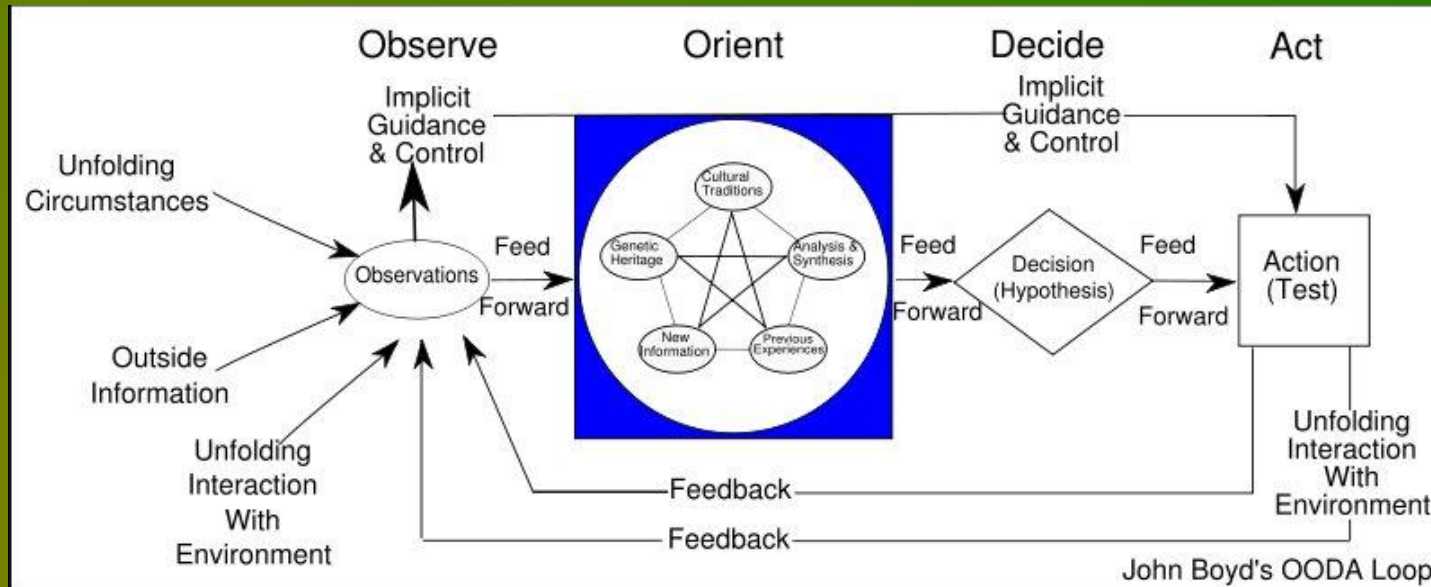 Observe
Orient
Decide
Act
Implicit
Guidance
& Control
Implicit
Guidance
& Control
Unfolding
Circumstances
Observations
Feed
Forward
Cultural
Traditions
Genetic
Heritage
Analysis &
Synthesis
New
Information
Previous
Experiences
Feed
Forward
Decision
(Hypothesis)
Feed
Forward
Action
(Test)
Outside
Information
Unfolding
Interaction
With
Environment
Feedback
Feedback
Unfolding
Interaction
With
Environment
John Boyd's OODA Loop